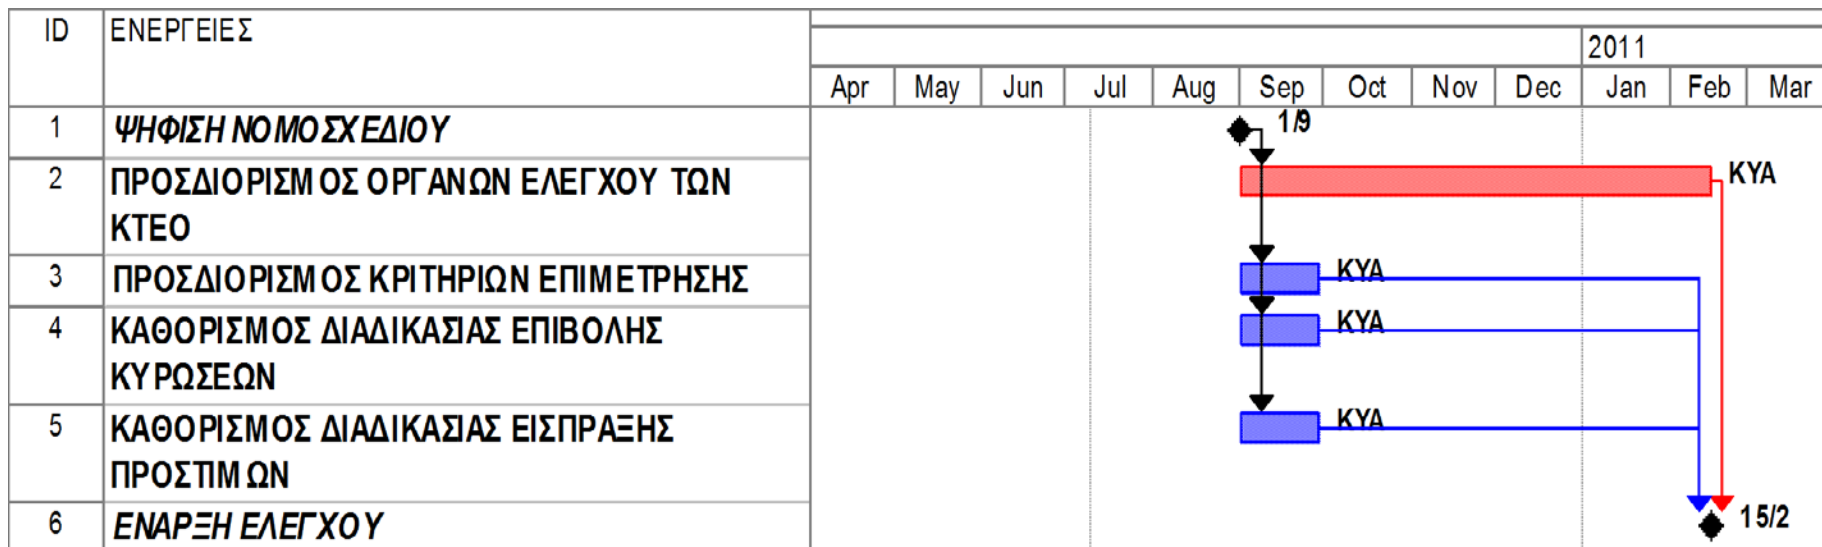 ID ΕΝΕΡΓΕΙΕΣ
2011
Apr May Jun Jul Aug Sep Oct Nov Dec Jan Feb Mar
1 ΨΗΦΙΣΗ ΝΟΜΟΣΧΕΔΙΟΥ 1/9
2 ΠΡΟΣΔΙΟΡΙΣΜΟΣ ΟΡΓΑΝΩΝ ΕΛΕΓΧΟΥ ΤΩΝ
ΚΤΕΟ
ΚΥΑ
3 ΠΡΟΣΔΙΟΡΙΣΜΟΣ ΚΡΙΤΗΡΙΩΝ ΕΠΙΜΕΤΡΗΣΗΣ ΚΥΑ
4 ΚΑΘΟΡΙΣΜΟΣ ΔΙΑΔΙΚΑΣΙΑΣ ΕΠΙΒΟΛΗΣ
ΚΥΡΩΣΕΩΝ
ΚΥΑ
5 ΚΑΘΟΡΙΣΜΟΣ ΔΙΑΔΙΚΑΣΙΑΣ ΕΙΣΠΡΑΞΗΣ
ΠΡΟΣΤΙΜΩΝ
ΚΥΑ
6 ΕΝΑΡΞΗ ΕΛΕΓΧΟΥ 15/2